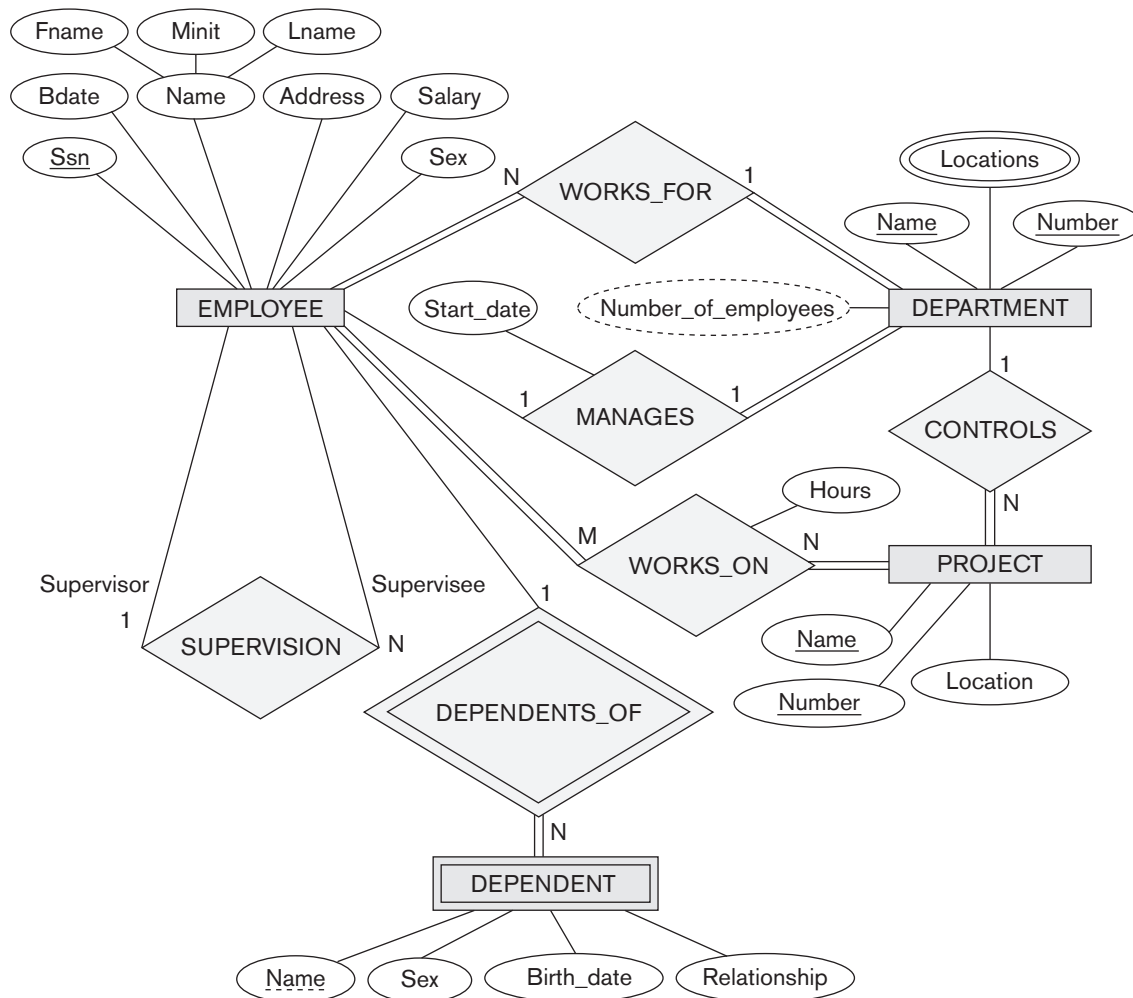 Fname
Minit
Lname
Bdate
Name
Address
Salary
Ssn
Sex
N
WORKS_FOR
1
Locations
Name
Number
EMPLOYEE
Start_date
Number_of_employees
DEPARTMENT
1
MANAGES
1
1
CONTROLS
N
Hours
M
WORKS_ON
N
PROJECT
Supervisor
1
Supervisee
N
SUPERVISION
1
Name
Number
Location
DEPENDENTS_OF
N
DEPENDENT
Name
Sex
Birth_date
Relationship